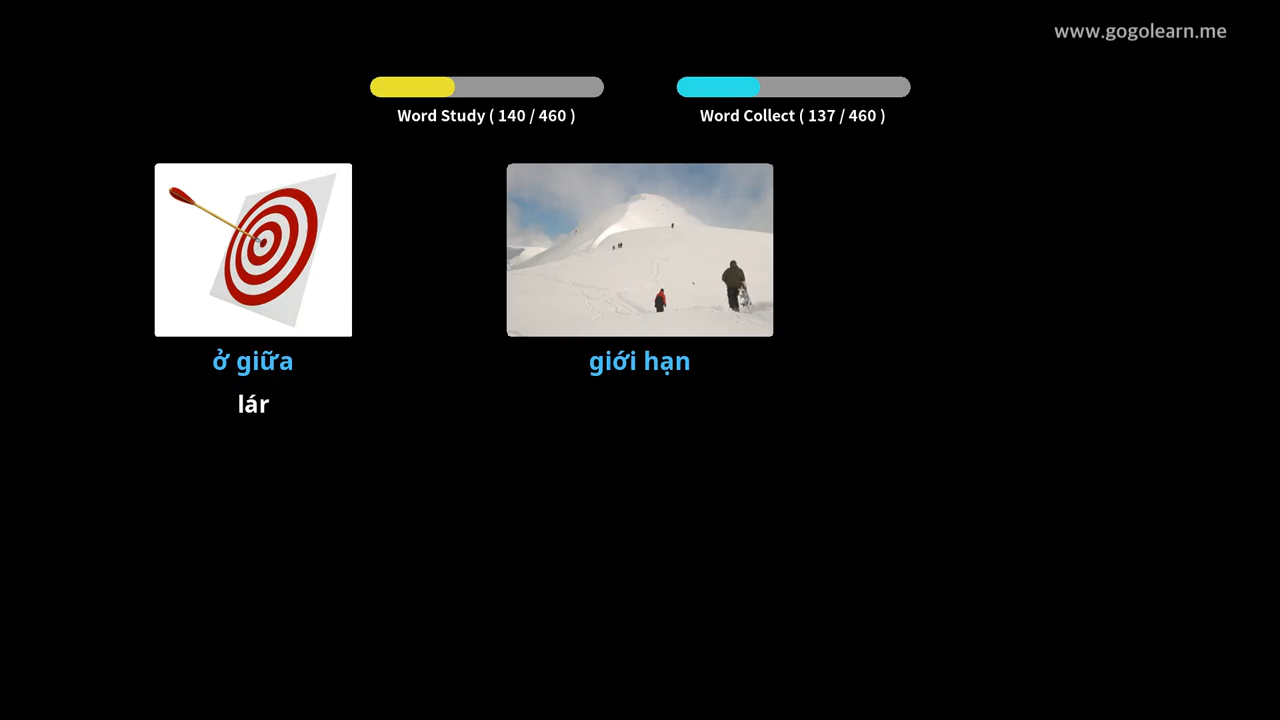 www.gogolearn.me
Word Study ( 140 / 460 )
Word Collect ( 137 / 460 )
ở giữa
lár
giới hạn